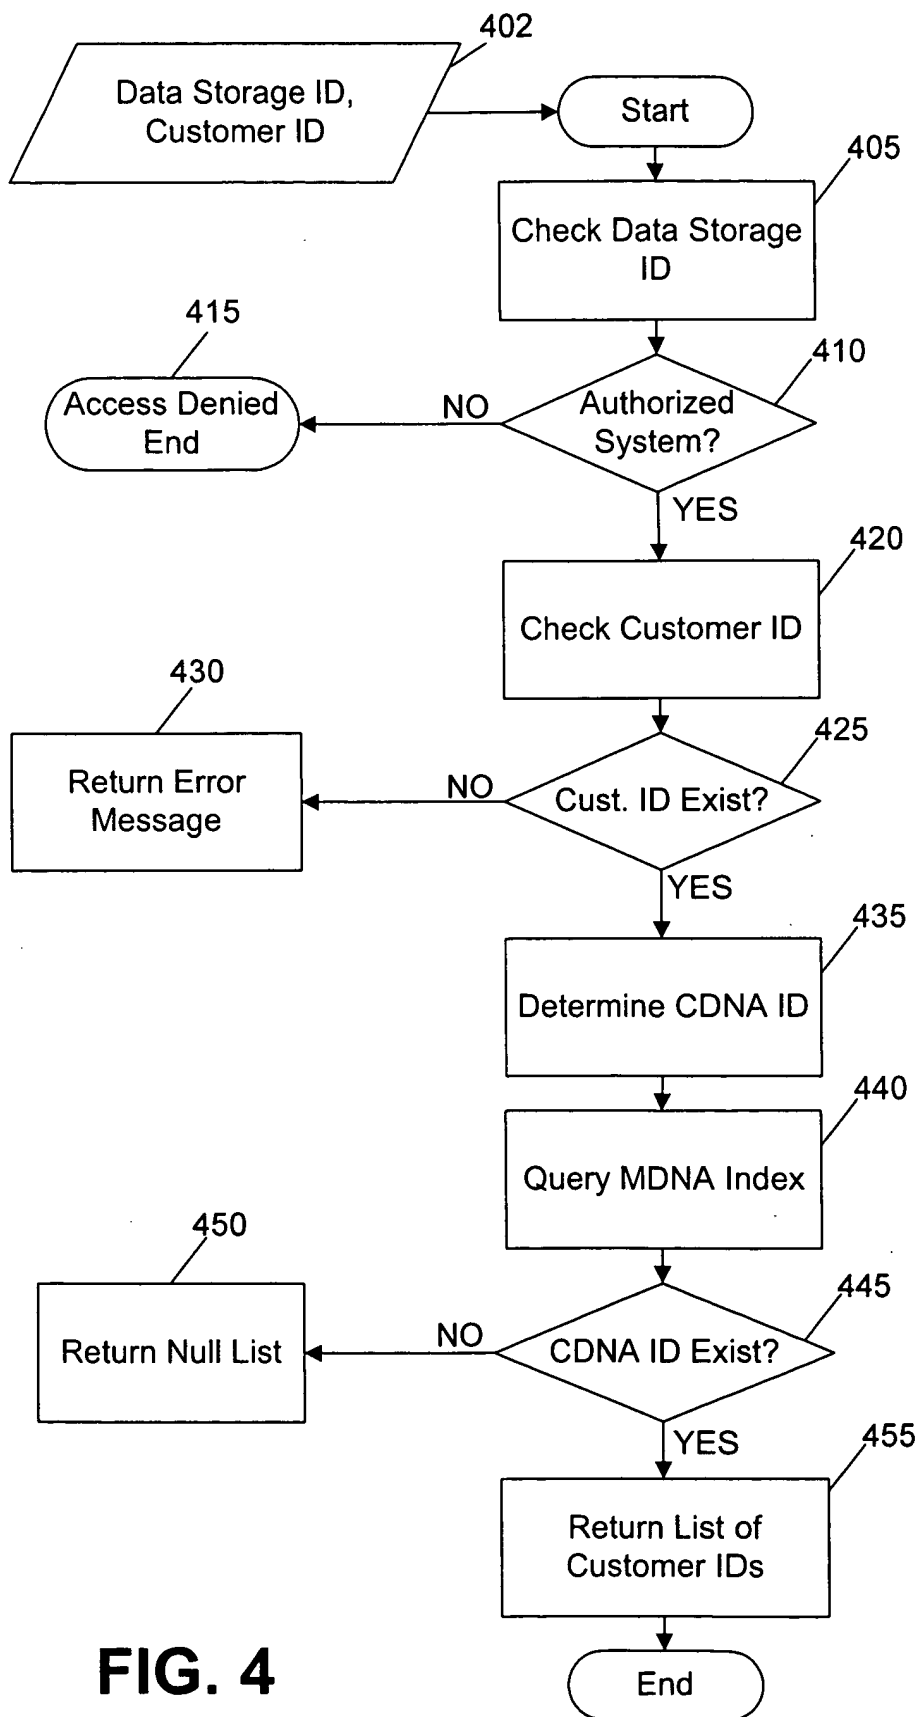 402
Data Storage ID,
Customer ID
Start
405
Check Data Storage
ID
415
410
Access Denied
End
NO
Authorized
System?
YES
420
Check Customer ID
430
425
Return Error
Message
NO
Cust. ID Exist?
YES
435
Determine CDNA ID
440
Query MDNA Index
450
445
Return Null List
NO
CDNA ID Exist?
YES
455
Return List of
Customer IDs
FIG. 4
End